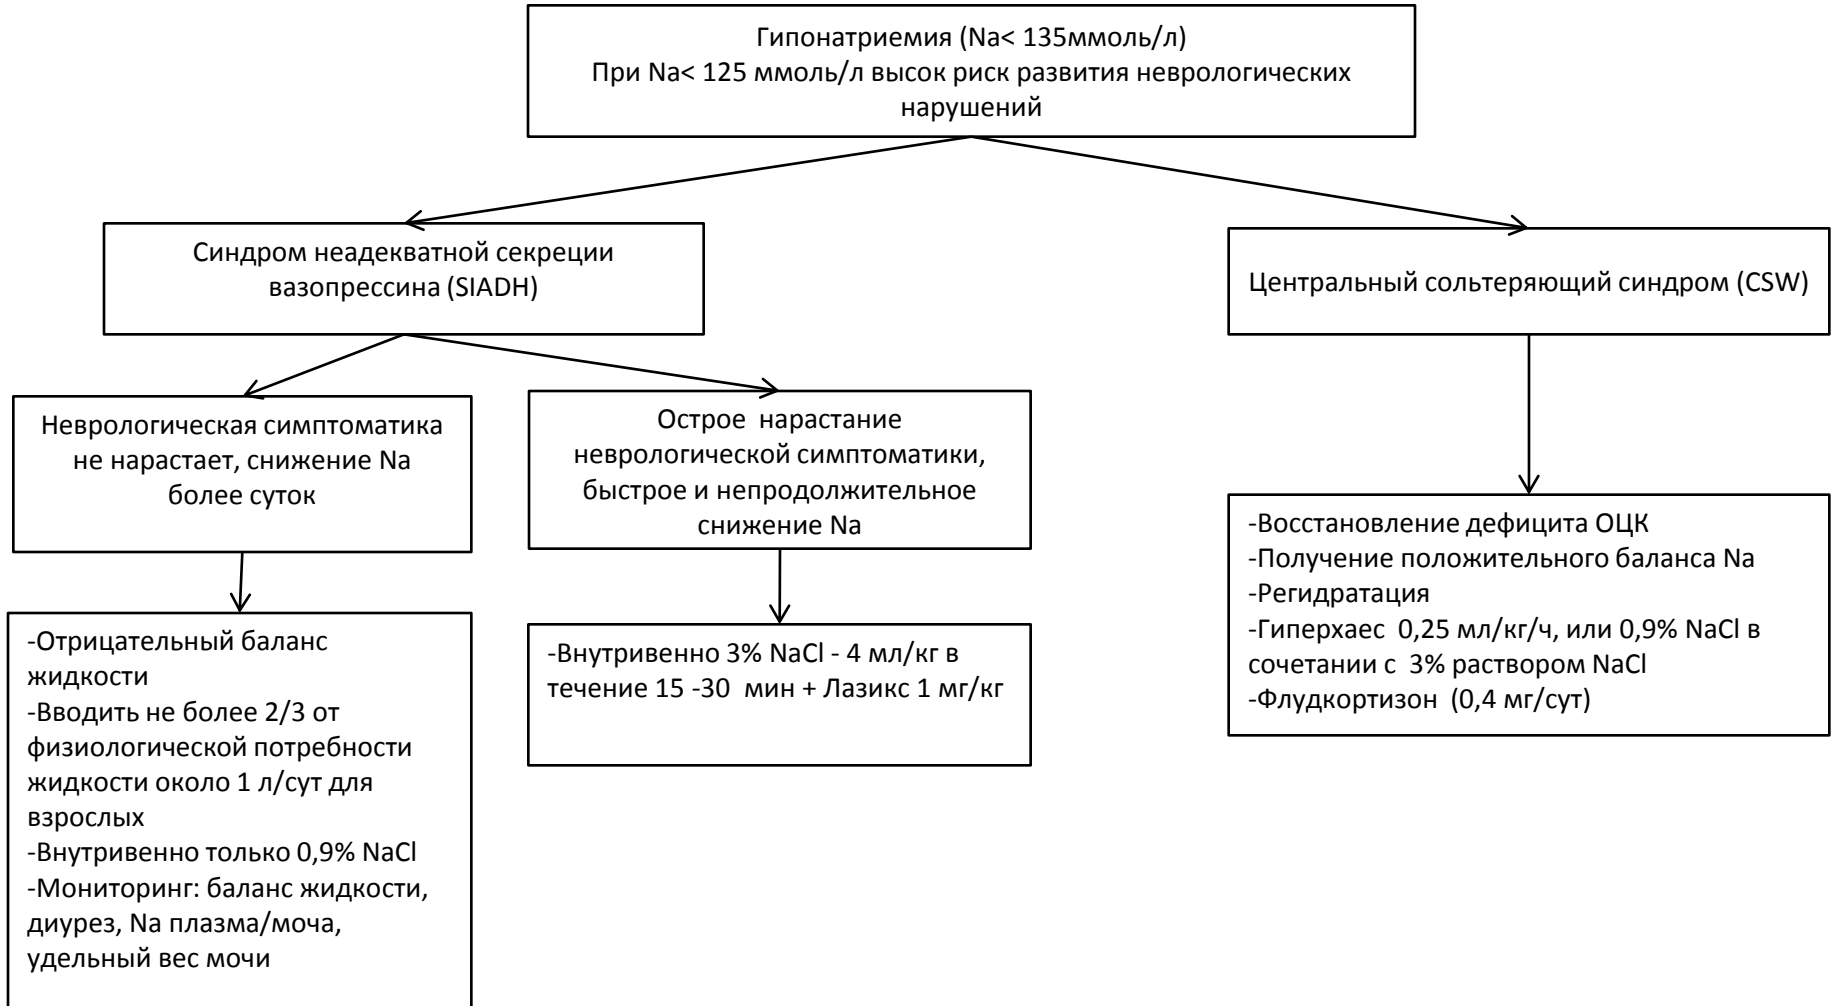 Гипонатриемия (Na< 135ммоль/л)
При Na< 125 ммоль/л высок риск развития неврологических
нарушений
Синдром неадекватной секреции
вазопрессина (SIADH)
Центральный сольтеряющий синдром (CSW)
Неврологическая симптоматика
не нарастает, снижение Na
более суток
Острое нарастание
неврологической симптоматики,
быстрое и непродолжительное
снижение Na
-Отрицательный баланс
жидкости
-Вводить не более 2/3 от
физиологической потребности
жидкости около 1 л/сут для
взрослых
-Внутривенно только 0,9% NaCl
-Мониторинг: баланс жидкости,
диурез, Na плазма/моча,
удельный вес мочи
-Внутривенно 3% NaCl - 4 мл/кг в
течение 15 -30 мин + Лазикс 1 мг/кг
-Восстановление дефицита ОЦК
-Получение положительного баланса Na
-Регидратация
-Гиперхаес 0,25 мл/кг/ч, или 0,9% NaCl в
сочетании с 3% раствором NaCl
-Флудкортизон (0,4 мг/сут)